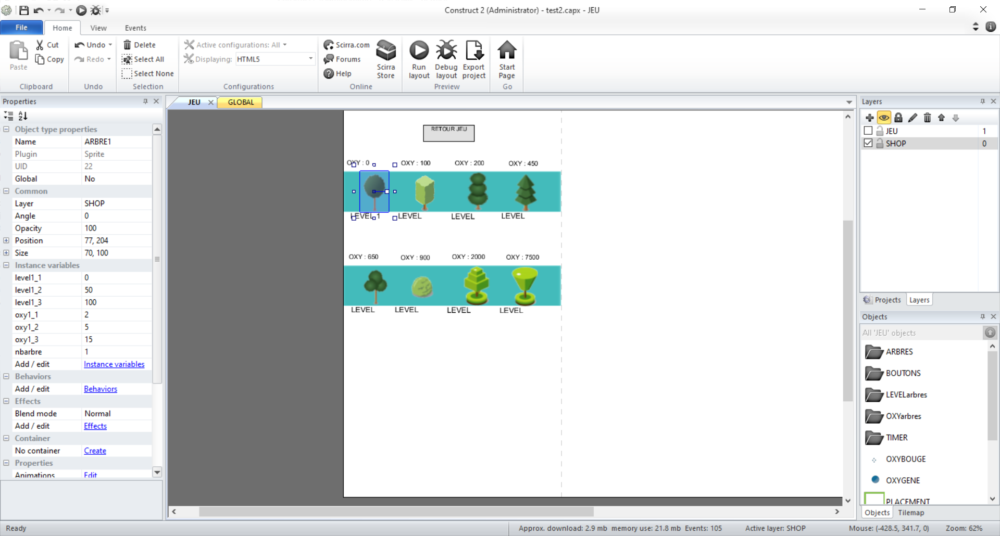 Construct 2 (Administrator) - test2.capx - JEU
File Home View Events
Paste Cut Copy Clipboard
Undo Redo Undo
Delete Select All Select None Selection
Active configurations: All
Displaying: HTML5
Configurations
Scirra.com Forums Help Scirra Store Online
Run layout Debug layout Export project Preview
Start Page Go
Properties
Object type properties
Name ARBRE1
Plugin Sprite
UID 22
Global No
Common
Layer SHOP
Angle 0
Opacity 100
Position 77, 204
Size 70, 100
Instance variables
level1_1 0
level1_2 50
level1_3 100
oxy1_1 2
oxy1_2 5
oxy1_3 15
nbarbre 1
Add / edit Instance variables
Behaviors
Add / edit Behaviors
Effects
Blend mode Normal
Add / edit Effects
Container
No container Create
Properties
Animations Edit
JEU GLOBAL
RETOUR JEU
OXY : 0 OXY : 100 OXY : 200 OXY : 450
LEVEL 1 LEVEL LEVEL LEVEL
OXY : 650 OXY : 900 OXY : 2000 OXY : 7500
LEVEL LEVEL LEVEL LEVEL
Layers
JEU 1
SHOP 0
Projects Layers
Objects
All 'JEU' objects
ARBRES
BOUTONS
LEVELarbres
OXYarbres
TIMER
OXYBOUGE
OXYGENE
PLACEMENT
Objects Tilemap
Ready Approx. download: 2.9 mb memory use: 21.8 mb Events: 105 Active layer: SHOP Mouse: (-428.5, 341.7, 0) Zoom: 62%